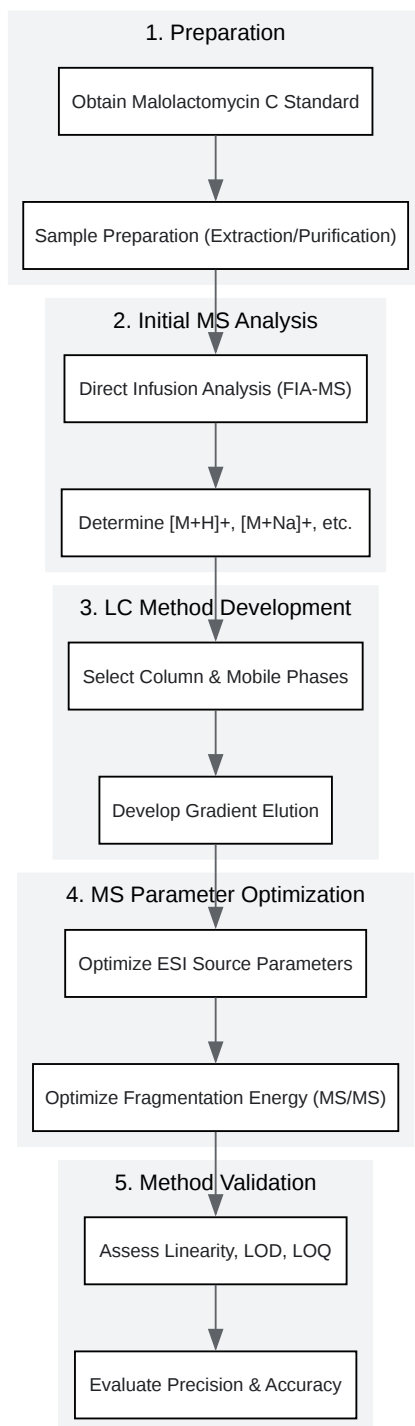 1. Preparation
Obtain Malolactomycin C Standard
Sample Preparation (Extraction/Purification)
2. Initial MS Analysis
Direct Infusion Analysis (FIA-MS)
Determine [M+H]+, [M+Na]+, etc.
3. LC Method Development
Select Column & Mobile Phases
Develop Gradient Elution
4. MS Parameter Optimization
Optimize ESI Source Parameters
Optimize Fragmentation Energy (MS/MS)
5. Method Validation
Assess Linearity, LOD, LOQ
Evaluate Precision & Accuracy